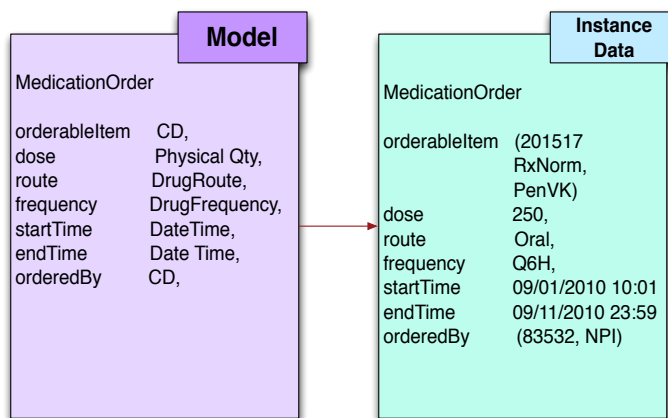 Model
MedicationOrder
orderableItem CD,
dose Physical Qty,
route DrugRoute,
frequency DrugFrequency,
startTime DateTime,
endTime Date Time,
orderedBy CD,
Instance
Data
MedicationOrder
orderableItem (201517
RxNorm,
PenVK)
dose 250,
route Oral,
frequency Q6H,
startTime 09/01/2010 10:01
endTime 09/11/2010 23:59
orderedBy (83532, NPI)